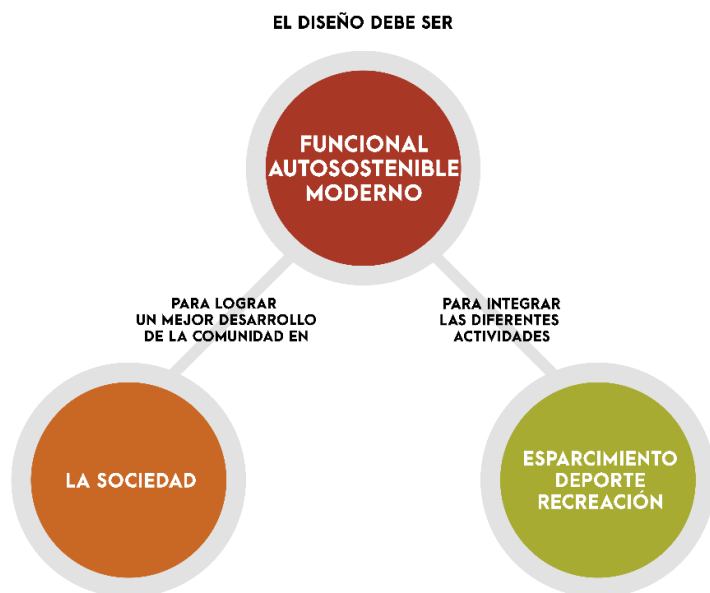 EL DISEÑO DEBE SER
FUNCIONAL
AUTOSOSTENIBLE
MODERNO
PARA LOGRAR
UN MEJOR DESARROLLO
DE LA COMUNIDAD EN
PARA INTEGRAR
LAS DIFERENTES
ACTIVIDADES
LA SOCIEDAD
ESPARCIMIENTO
DEPORTE
RECREACIÓN